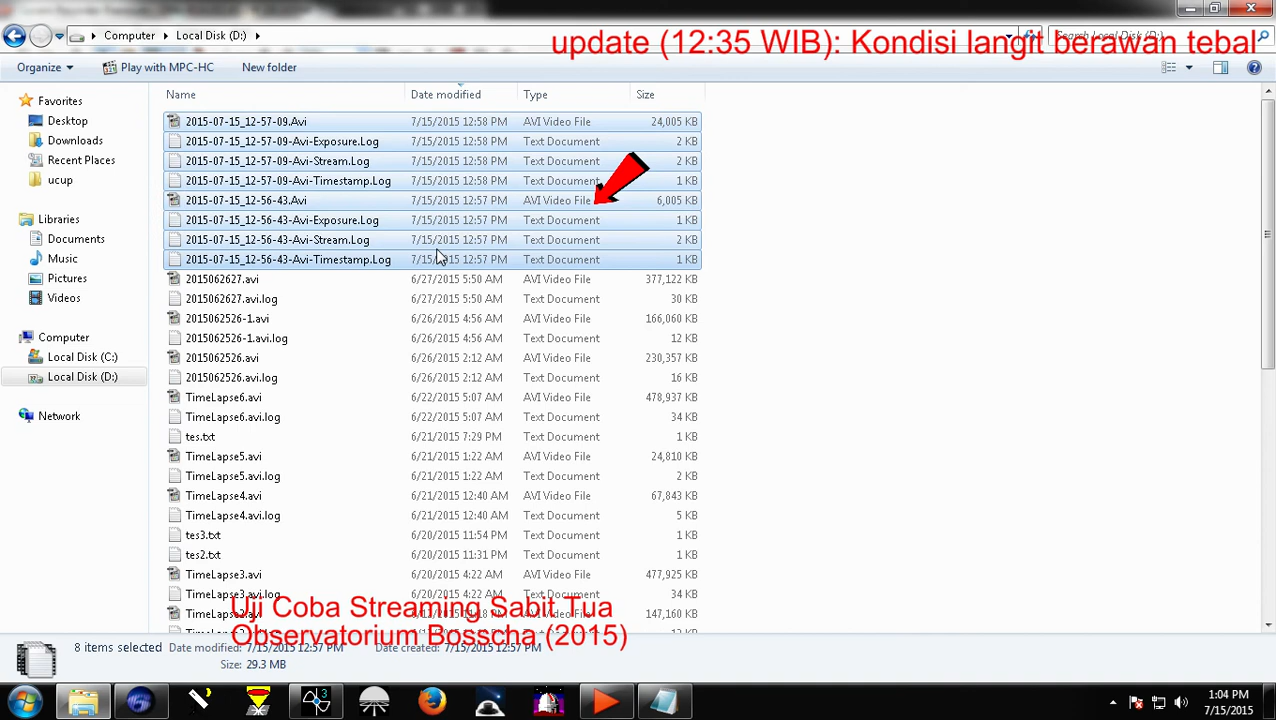 Computer Local Disk (D:)
update (12:35 WIB): Kondisi langit berawan tebal
Search Local Disk (D:)
Organize Play with MPC-HC New folder
Name Date modified Type Size
Favorites
Desktop
Downloads
Recent Places
ucup
Libraries
Documents
Music
Pictures
Videos
Computer
Local Disk (C:)
Local Disk (D:)
Network
2015-07-15_12-57-09.Avi 7/15/2015 12:58 PM AVI Video File 24,005 KB
2015-07-15_12-57-09-Avi-Exposure.Log 7/15/2015 12:58 PM Text Document 2 KB
2015-07-15_12-57-09-Avi-Stream.Log 7/15/2015 12:58 PM Text Document 2 KB
2015-07-15_12-57-09-Avi-Timestamp.Log 7/15/2015 12:58 PM Text Document 1 KB
2015-07-15_12-56-43.Avi 7/15/2015 12:57 PM AVI Video File 6,005 KB
2015-07-15_12-56-43-Avi-Exposure.Log 7/15/2015 12:57 PM Text Document 1 KB
2015-07-15_12-56-43-Avi-Stream.Log 7/15/2015 12:57 PM Text Document 2 KB
2015-07-15_12-56-43-Avi-Timestamp.Log 7/15/2015 12:57 PM Text Document 1 KB
2015062627.avi 6/27/2015 5:50 AM AVI Video File 377,122 KB
2015062627.avi.log 6/27/2015 5:50 AM Text Document 30 KB
2015062526-1.avi 6/26/2015 4:56 AM AVI Video File 166,060 KB
2015062526-1.avi.log 6/26/2015 4:56 AM Text Document 12 KB
2015062526.avi 6/26/2015 2:12 AM AVI Video File 230,357 KB
2015062526.avi.log 6/26/2015 2:12 AM Text Document 16 KB
TimeLapse6.avi 6/22/2015 5:07 AM AVI Video File 478,937 KB
TimeLapse6.avi.log 6/22/2015 5:07 AM Text Document 34 KB
tes.txt 6/21/2015 7:29 PM Text Document 1 KB
TimeLapse5.avi 6/21/2015 1:22 AM AVI Video File 24,810 KB
TimeLapse5.avi.log 6/21/2015 1:22 AM Text Document 2 KB
TimeLapse4.avi 6/21/2015 12:40 AM AVI Video File 67,843 KB
TimeLapse4.avi.log 6/21/2015 12:40 AM Text Document 5 KB
tes3.txt 6/20/2015 11:54 PM Text Document 1 KB
tes2.txt 6/20/2015 11:31 PM Text Document 1 KB
TimeLapse3.avi 6/20/2015 4:22 AM AVI Video File 477,925 KB
6/20/2015 4:22 AM Text Document 34 KB
AVI Video File 147,160 KB
Uji Coba Streaming Sabit Tua
Observatorium Bosscha (2015)
8 items selected Date modified: 7/15/2015 12:57 PM Date created: 7/15/2015 12:57 PM
Size: 29.3 MB
1:04 PM
7/15/2015